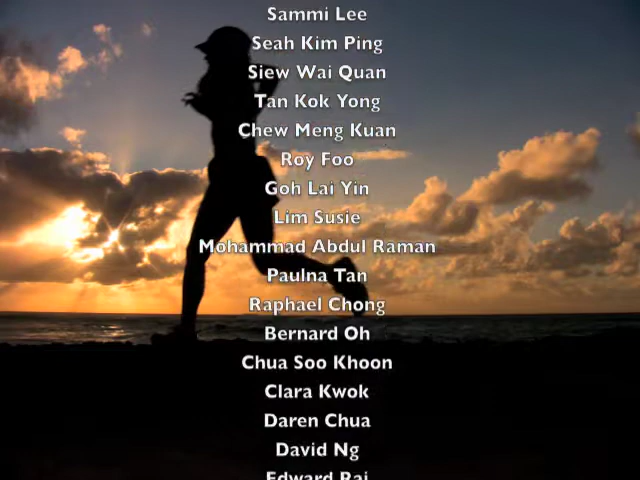 Sammi Lee
Seah Kim Ping
Siew Wai Quan
Tan Kok Yong
Chew Meng Kuan
Roy Foo
Goh Lai Yin
Lim Susie
Mohammad Abdul Raman
Paulna Tan
Raphael Chong
Bernard Oh
Chua Soo Khoon
Clara Kwok
Daren Chua
David Ng
Edward Rai